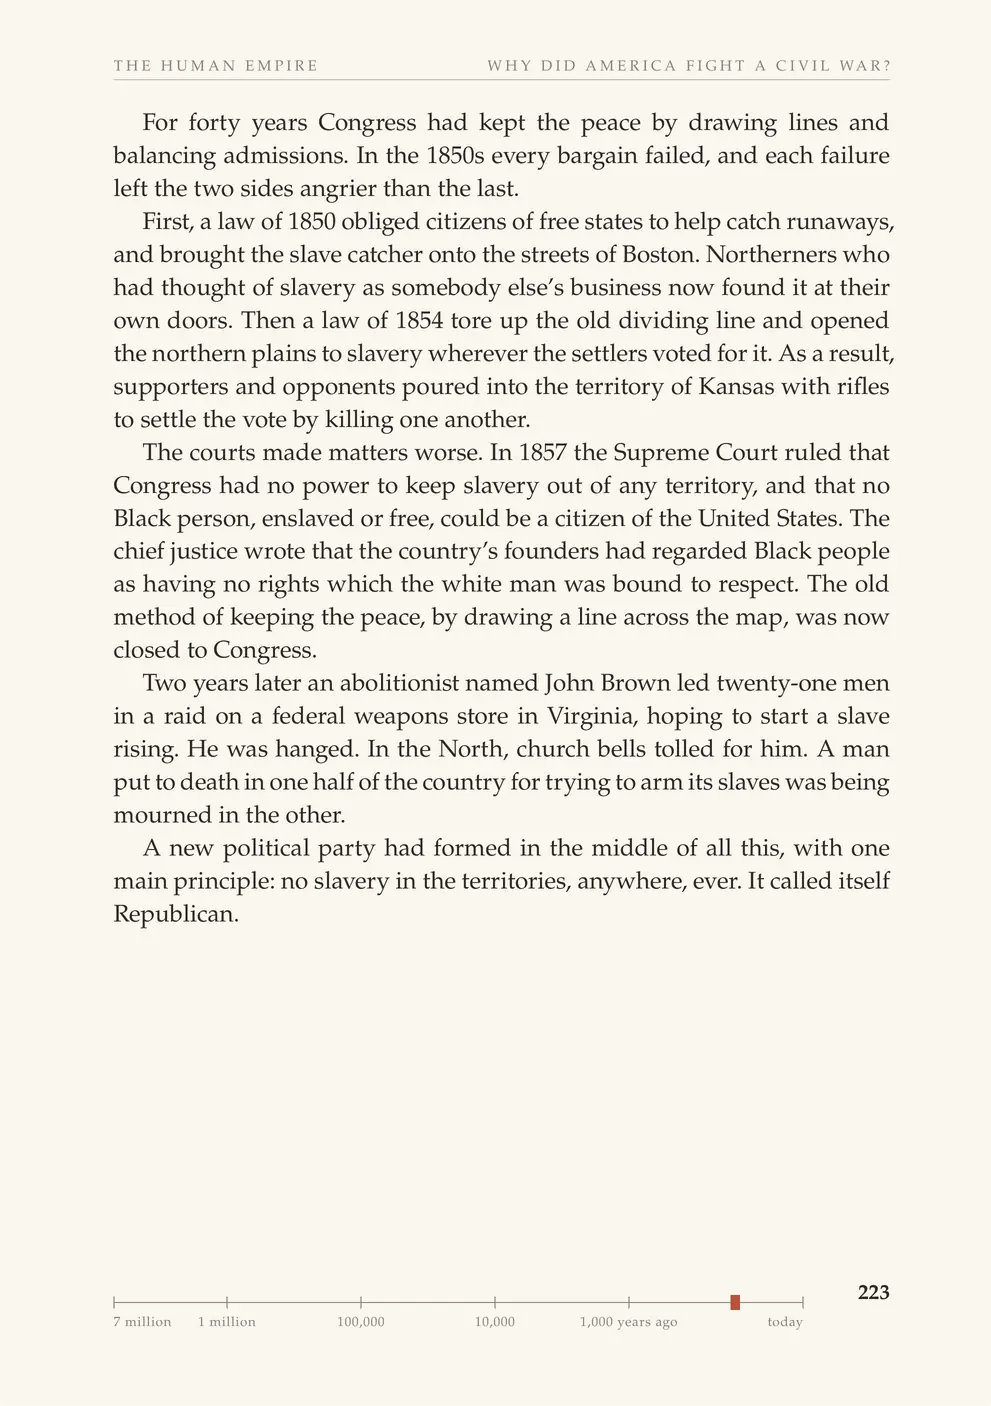 THE HUMAN EMPIRE
WHY DID AMERICA FIGHT A CIVIL WAR?
For forty years Congress had kept the peace by drawing lines and
balancing admissions. In the 1850s every bargain failed, and each failure
left the two sides angrier than the last.
First, a law of 1850 obliged citizens of free states to help catch runaways,
and brought the slave catcher onto the streets of Boston. Northerners who
had thought of slavery as somebody else’s business now found it at their
own doors. Then a law of 1854 tore up the old dividing line and opened
the northern plains to slavery wherever the settlers voted for it. As a result,
supporters and opponents poured into the territory of Kansas with rifles
to settle the vote by killing one another.
The courts made matters worse. In 1857 the Supreme Court ruled that
Congress had no power to keep slavery out of any territory, and that no
Black person, enslaved or free, could be a citizen of the United States. The
chief justice wrote that the country’s founders had regarded Black people
as having no rights which the white man was bound to respect. The old
method of keeping the peace, by drawing a line across the map, was now
closed to Congress.
Two years later an abolitionist named John Brown led twenty-one men
in a raid on a federal weapons store in Virginia, hoping to start a slave
rising. He was hanged. In the North, church bells tolled for him. A man
put to death in one half of the country for trying to arm its slaves was being
mourned in the other.
A new political party had formed in the middle of all this, with one
main principle: no slavery in the territories, anywhere, ever. It called itself
Republican.
223
7 million 1 million 100,000 10,000 1,000 years ago today